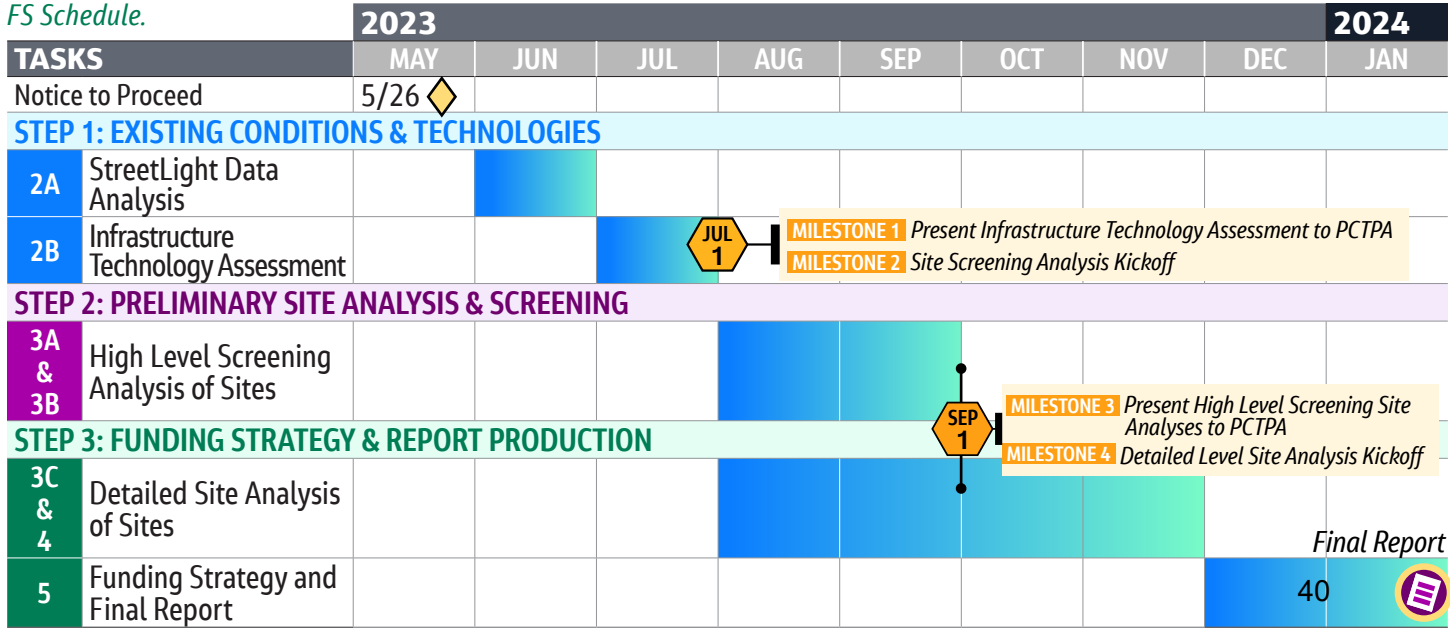 FS Schedule.
2023 2024
TASKS MAY JUN JUL AUG SEP OCT NOV DEC JAN
Notice to Proceed 5/26
STEP 1: EXISTING CONDITIONS & TECHNOLOGIES
2A StreetLight Data
Analysis
2B Infrastructure
Technology Assessment
JUL
1
MILESTONE 1 Present Infrastructure Technology Assessment to PCTPA
MILESTONE 2 Site Screening Analysis Kickoff
STEP 2: PRELIMINARY SITE ANALYSIS & SCREENING
3A
&
3B
High Level Screening
Analysis of Sites
SEP
1
MILESTONE 3 Present High Level Screening Site
Analyses to PCTPA
MILESTONE 4 Detailed Level Site Analysis Kickoff
STEP 3: FUNDING STRATEGY & REPORT PRODUCTION
3C
&
4
Detailed Site Analysis
of Sites
Final Report
5 Funding Strategy and
Final Report
40